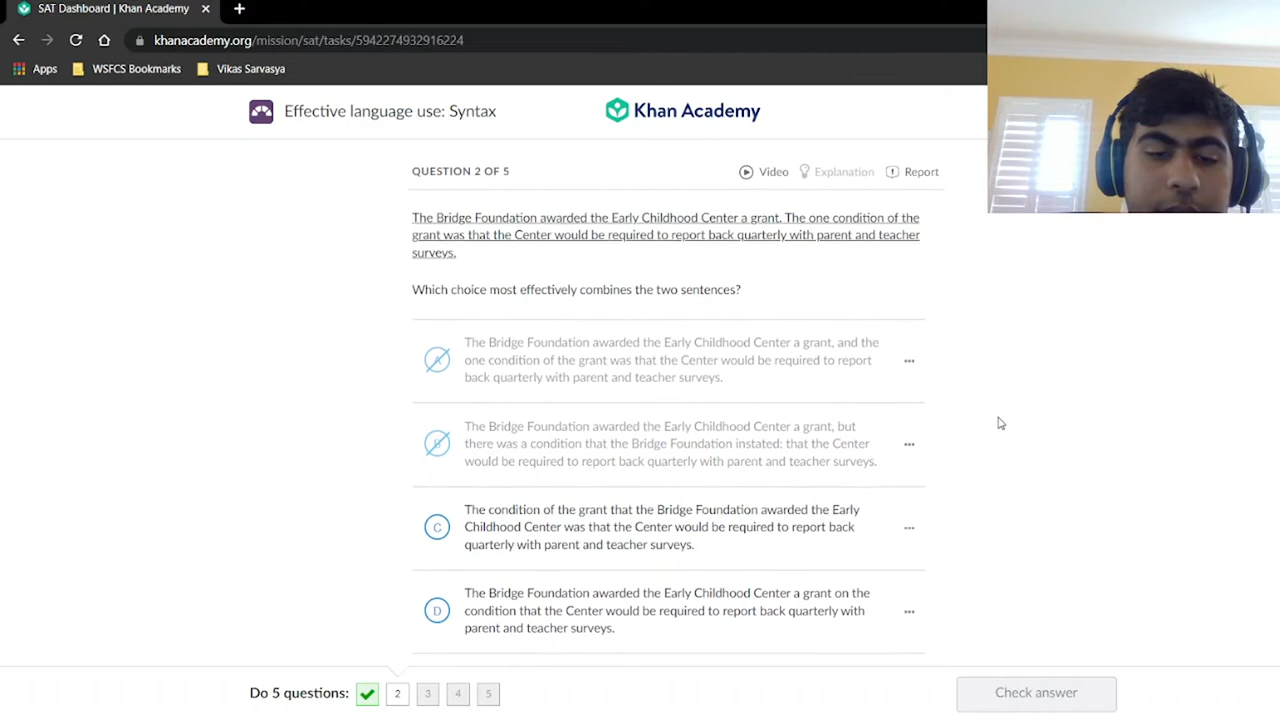 SAT Dashboard | Khan Academy
khanacademy.org/mission/sat/tasks/5942274932916224
Apps WSFCS Bookmarks Vikas Sarvasya
Effective language use: Syntax
Khan Academy
QUESTION 2 OF 5
Video Explanation Report
The Bridge Foundation awarded the Early Childhood Center a grant. The one condition of the
grant was that the Center would be required to report back quarterly with parent and teacher
surveys.
Which choice most effectively combines the two sentences?
A
The Bridge Foundation awarded the Early Childhood Center a grant, and the
one condition of the grant was that the Center would be required to report
back quarterly with parent and teacher surveys.
B
The Bridge Foundation awarded the Early Childhood Center a grant, but
there was a condition that the Bridge Foundation instated: that the Center
would be required to report back quarterly with parent and teacher surveys.
C
The condition of the grant that the Bridge Foundation awarded the Early
Childhood Center was that the Center would be required to report back
quarterly with parent and teacher surveys.
D
The Bridge Foundation awarded the Early Childhood Center a grant on the
condition that the Center would be required to report back quarterly with
parent and teacher surveys.
Do 5 questions: 2 3 4 5
Check answer